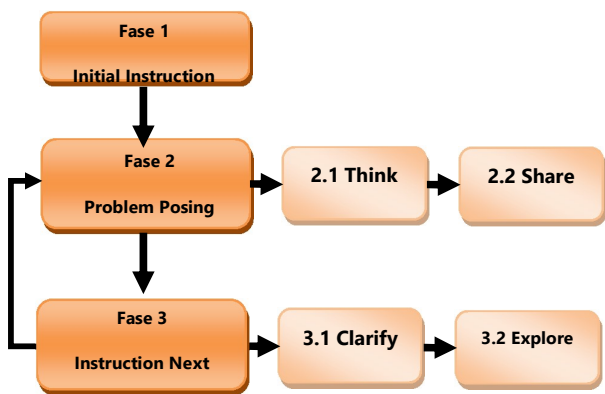 Fase 1
Initial Instruction
Fase 2
Problem Posing
2.1 Think
2.2 Share
Fase 3
Instruction Next
3.1 Clarify
3.2 Explore